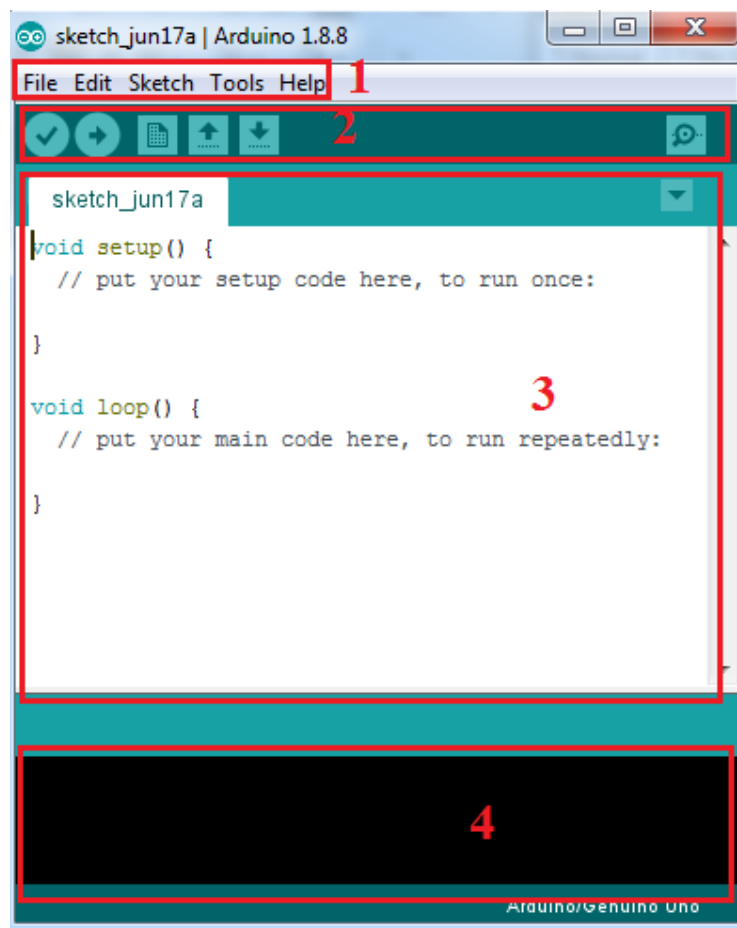 sketch_jun17a | Arduino 1.8.8
File Edit Sketch Tools Help 1
2
sketch_jun17a
void setup() {
// put your setup code here, to run once:
}
3
void loop() {
// put your main code here, to run repeatedly:
}
4
Arduino/Genuino Uno